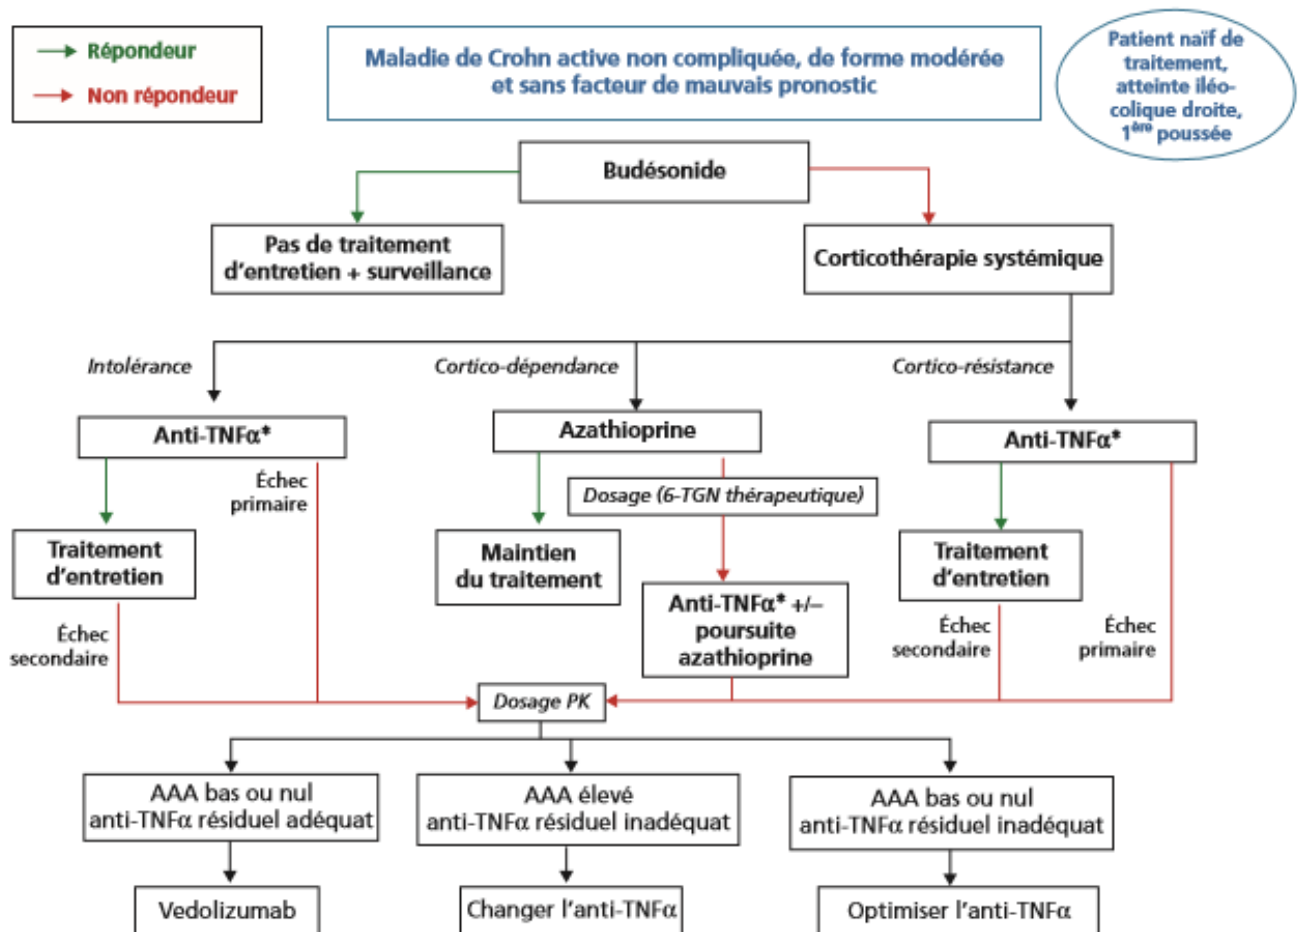 Répondeur
Non répondeur
Maladie de Crohn active non compliquée, de forme modérée
et sans facteur de mauvais pronostic
Patient naïf de
traitement,
atteinte iléo-
colique droite,
1ère poussée
Budésonide
Pas de traitement
d'entretien + surveillance
Corticothérapie systémique
Intolérance
Cortico-dépendance
Cortico-résistance
Anti-TNFα*
Azathioprine
Anti-TNFα*
Échec
primaire
Dosage (6-TGN thérapeutique)
Traitement
d'entretien
Maintien
du traitement
Traitement
d'entretien
Anti-TNFα* +/–
poursuite
azathioprine
Échec
secondaire
Échec
secondaire
Échec
primaire
Dosage PK
AAA bas ou nul
anti-TNFα résiduel adéquat
AAA élevé
anti-TNFα résiduel inadéquat
AAA bas ou nul
anti-TNFα résiduel inadéquat
Vedolizumab
Changer l'anti-TNFα
Optimiser l'anti-TNFα